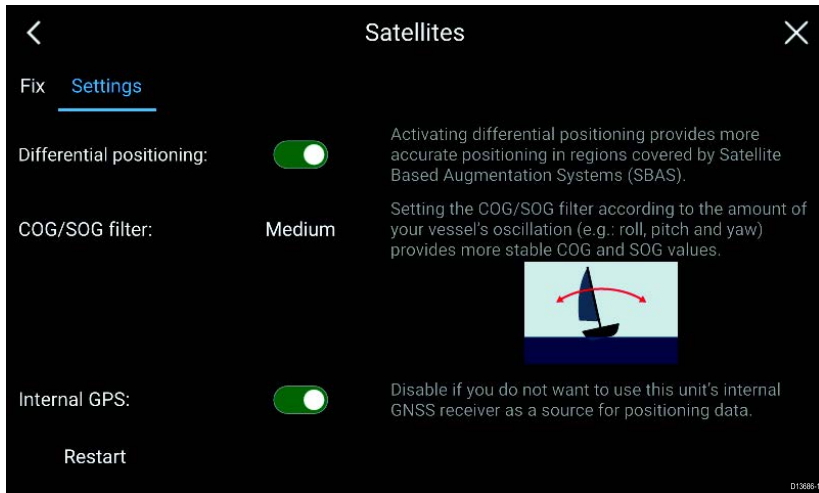 Satellites
Fix Settings
Differential positioning:
Activating differential positioning provides more
accurate positioning in regions covered by Satellite
Based Augmentation Systems (SBAS).
COG/SOG filter:
Medium
Setting the COG/SOG filter according to the amount of
your vessel's oscillation (e.g.: roll, pitch and yaw)
provides more stable COG and SOG values.
Internal GPS:
Disable if you do not want to use this unit's internal
GNSS receiver as a source for positioning data.
Restart
D13686-1